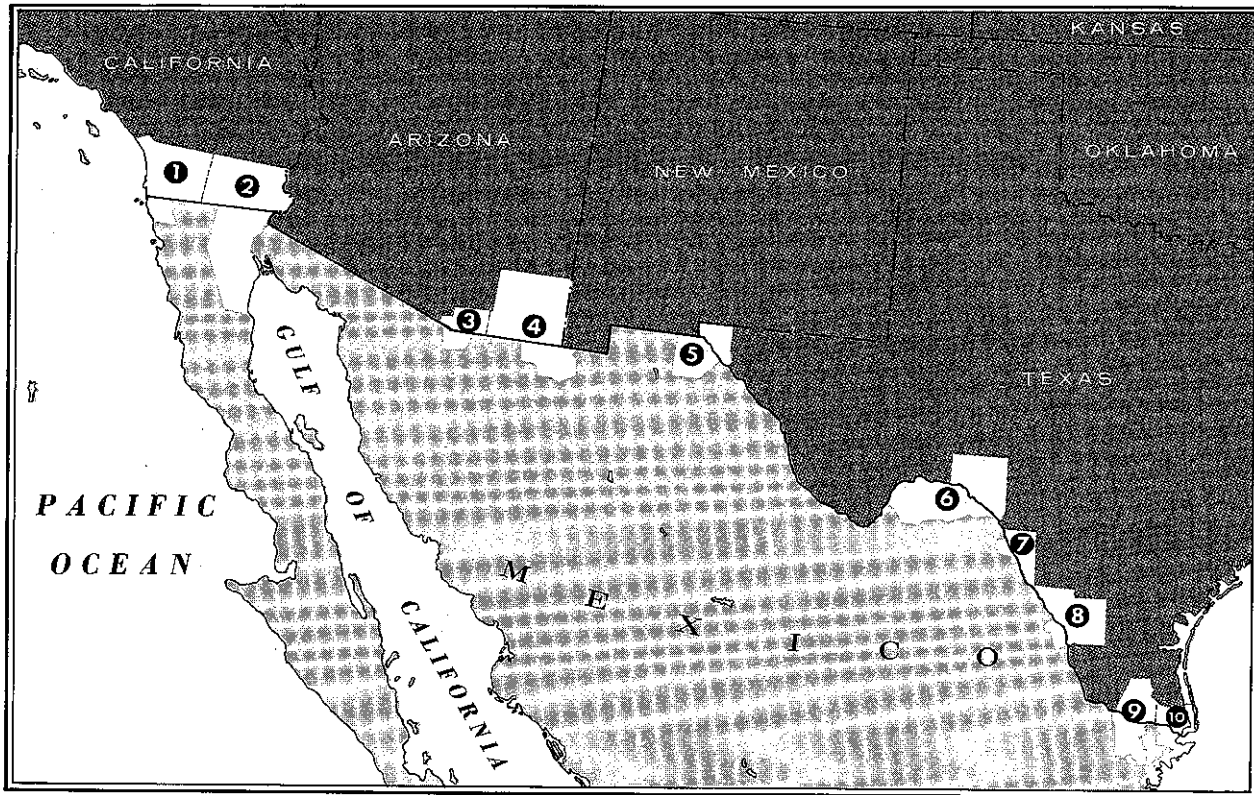 KANSAS
CALIFORNIA
ARIZONA
OKLAHOMA
NEW MEXICO
1
2
3
4
5
GULF
OF
CALIFORNIA
TEXAS
PACIFIC
OCEAN
6
7
8
MEXICO
9
10